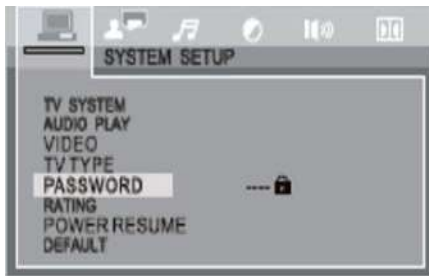 SYSTEM SETUP
TV SYSTEM
AUDIO PLAY
VIDEO
TV TYPE
PASSWORD ----
RATING
POWER RESUME
DEFAULT